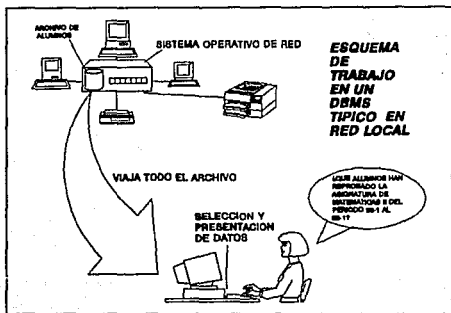 ARCHIVO DE
ALUMNOS
SISTEMA OPERATIVO DE RED
ESQUEMA
DE
TRABAJO
EN UN
DBMS
TIPICO EN
RED LOCAL
VIAJA TODO EL ARCHIVO
¿QUE ALUMNOS HAN
REPROBADO LA
ASIGNATURA DE
MATEMATICAS II DEL
PERIODO AL
SELECCION Y
PRESENTACION
DE DATOS